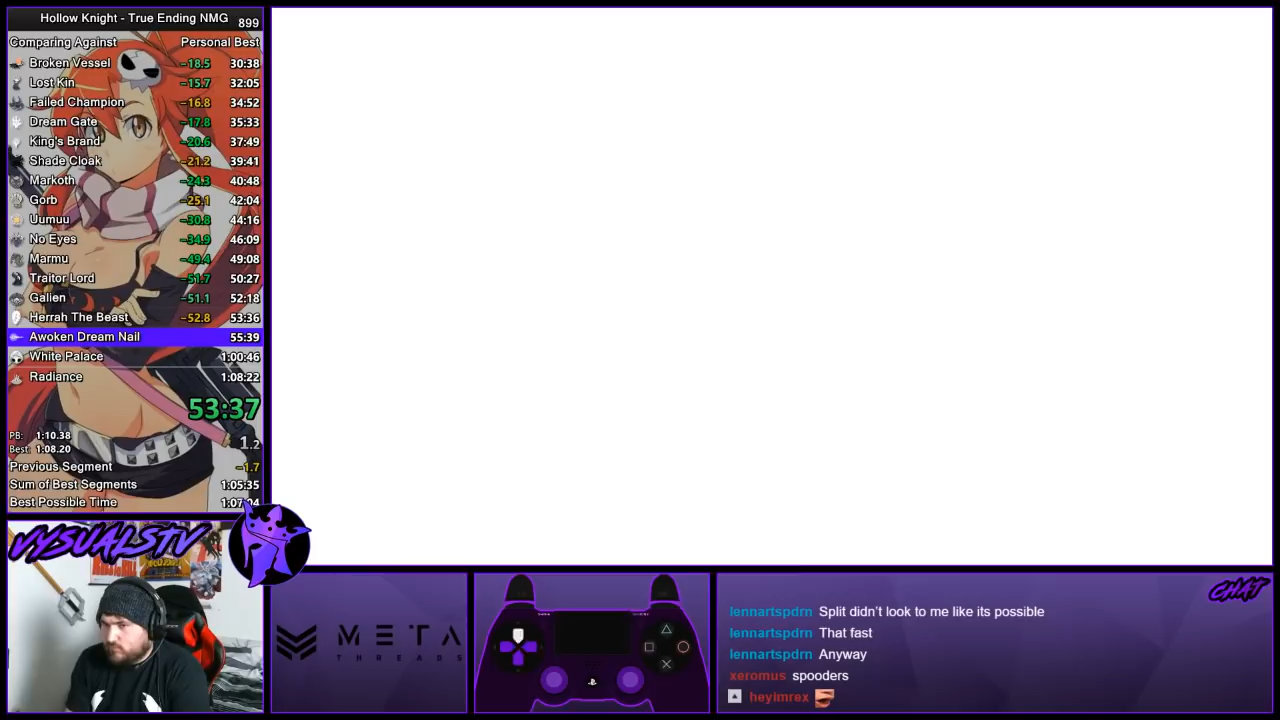 Hollow Knight - True Ending NMG 899
Comparing Against Personal Best
Broken Vessel -18.5 30:38
Lost Kin -15.7 32:05
Failed Champion -16.8 34:52
Dream Gate -17.8 35:33
King's Brand -20.6 37:49
Shade Cloak -21.2 39:41
Markoth -24.3 40:48
Gorb -25.1 42:04
Uumuu -30.8 44:16
No Eyes -34.9 46:09
Marmu -49.4 49:08
Traitor Lord -51.7 50:27
Galien -51.1 52:18
Herrah The Beast -52.8 53:36
Awoken Dream Nail 55:39
White Palace 1:00:46
Radiance 1:08:22
53:37
PB: 1:10.38
Best: 1:08.20
1.2
Previous Segment -1.7
Sum of Best Segments 1:05:35
Best Possible Time 1:07:04
VYSUALSTV
META
THREADS
CHAT
lennartspdrn Split didn't look to me like its possible
lennartspdrn That fast
lennartspdrn Anyway
xeromus spooders
heyimrex